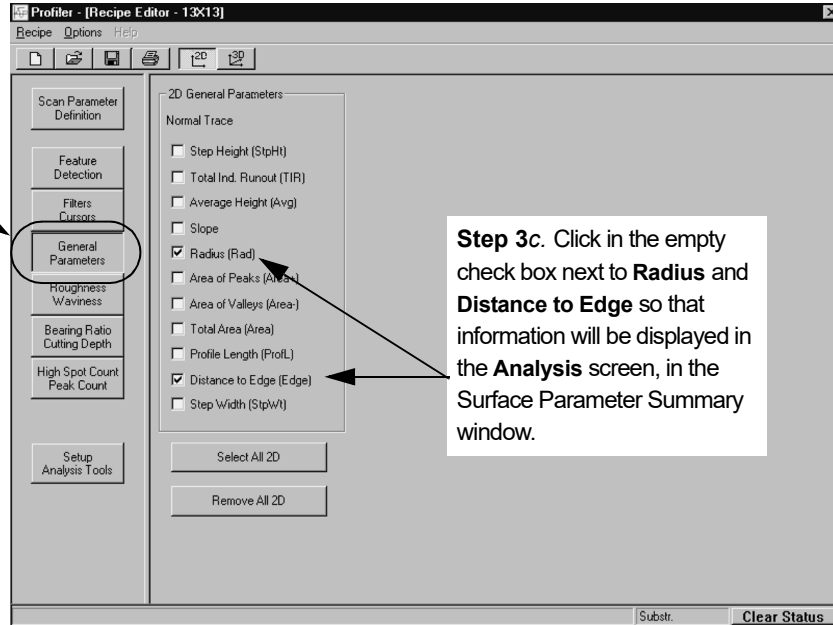 Profiler - [Recipe Editor - 13X13]
Recipe Options Help
2D 3D
Scan Parameter
Definition
Feature
Detection
Filters
Cursors
General
Parameters
Roughness
Waviness
Bearing Ratio
Cutting Depth
High Spot Count
Peak Count
Setup
Analysis Tools
2D General Parameters
Normal Trace
Step Height (StpHt)
Total Ind. Runout (TIR)
Average Height (Avg)
Slope
Radius (Rad)
Area of Peaks (Area+)
Area of Valleys (Area-)
Total Area (Area)
Profile Length (ProfL)
Distance to Edge (Edge)
Step Width (StpWt)
Select All 2D
Remove All 2D
Step 3c. Click in the empty
check box next to Radius and
Distance to Edge so that
information will be displayed in
the Analysis screen, in the
Surface Parameter Summary
window.
Substr. Clear Status